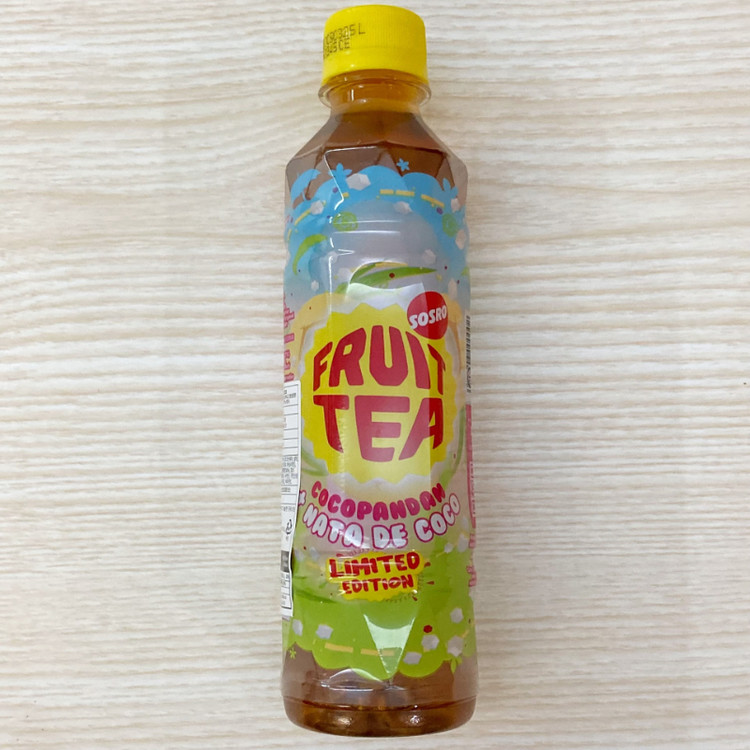 SOSRO
FRUIT
TEA
COCOPANDAN
+ NATA DE COCO
LIMITED
EDITION